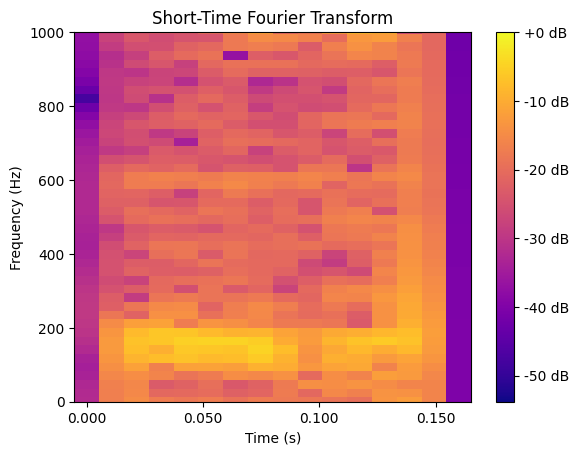 Short-Time Fourier Transform
1000
800
600
400
200
0
Frequency (Hz)
0.000
0.050
0.100
0.150
Time (s)
+0 dB
-10 dB
-20 dB
-30 dB
-40 dB
-50 dB